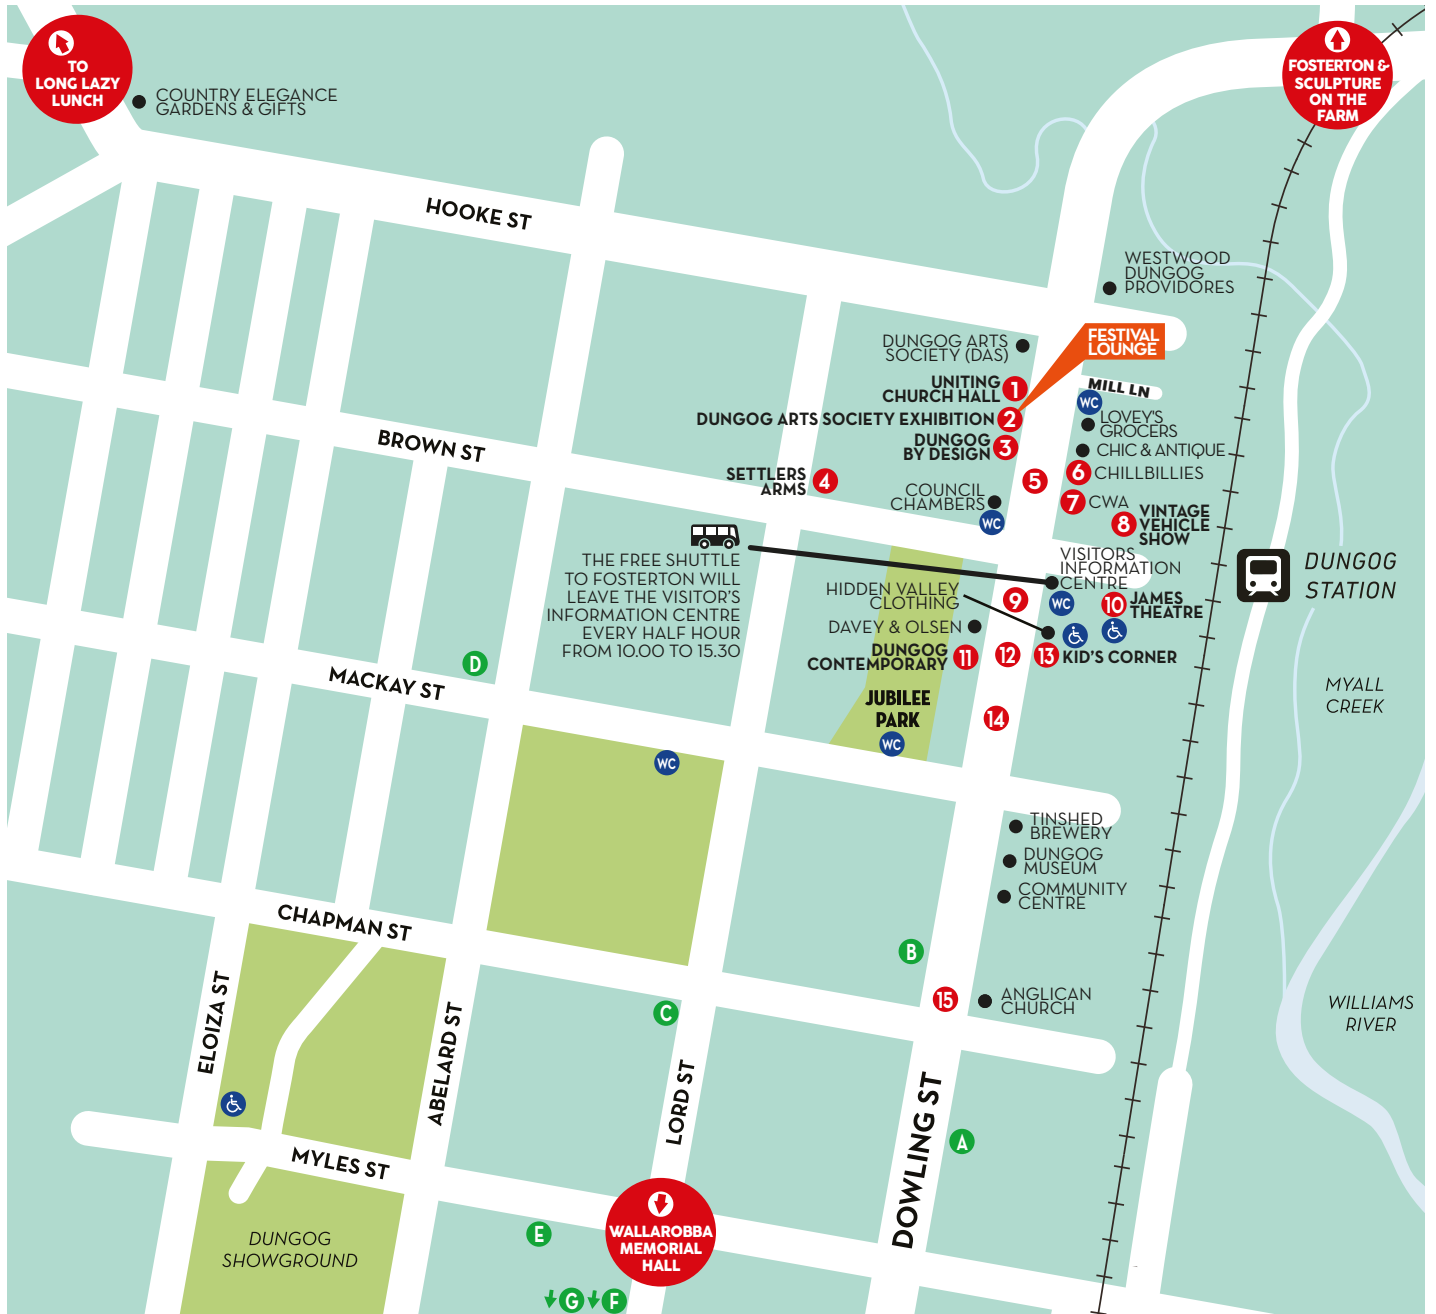 TO
LONG LAZY
LUNCH
COUNTRY ELEGANCE
GARDENS & GIFTS
FOSTERTON &
SCULPTURE
ON THE
FARM
HOOKE ST
WESTWOOD
DUNGOG
PROVIDORES
FESTIVAL
LOUNGE
DUNGOG ARTS
SOCIETY (DAS)
UNITING
CHURCH HALL
1
MILL LN
WC
DUNGOG ARTS SOCIETY EXHIBITION
2
LOVEY'S
GROCERS
DUNGOG
BY DESIGN
3
CHIC & ANTIQUE
BROWN ST
SETTLERS
ARMS
4
5
6
CHILLBILLIES
COUNCIL
CHAMBERS
WC
7
CWA
8
VINTAGE
VEHICLE
SHOW
THE FREE SHUTTLE
TO FOSTERTON WILL
LEAVE THE VISITOR'S
INFORMATION CENTRE
EVERY HALF HOUR
FROM 10.00 TO 15.30
VISITORS
INFORMATION
CENTRE
WC
DUNGOG
STATION
HIDDEN VALLEY
CLOTHING
9
10
JAMES
THEATRE
DAVEY & OLSEN
DUNGOG
CONTEMPORARY
11
12
13
KID'S CORNER
D
MACKAY ST
JUBILEE
PARK
WC
14
MYALL
CREEK
WC
TINSHED
BREWERY
DUNGOG
MUSEUM
COMMUNITY
CENTRE
CHAPMAN ST
B
15
ANGLICAN
CHURCH
C
WILLIAMS
RIVER
ELOIZA ST
ABELARD ST
LORD ST
DOWLING ST
A
MYLES ST
DUNGOG
SHOWGROUND
E
WALLAROBBA
MEMORIAL
HALL
G
F